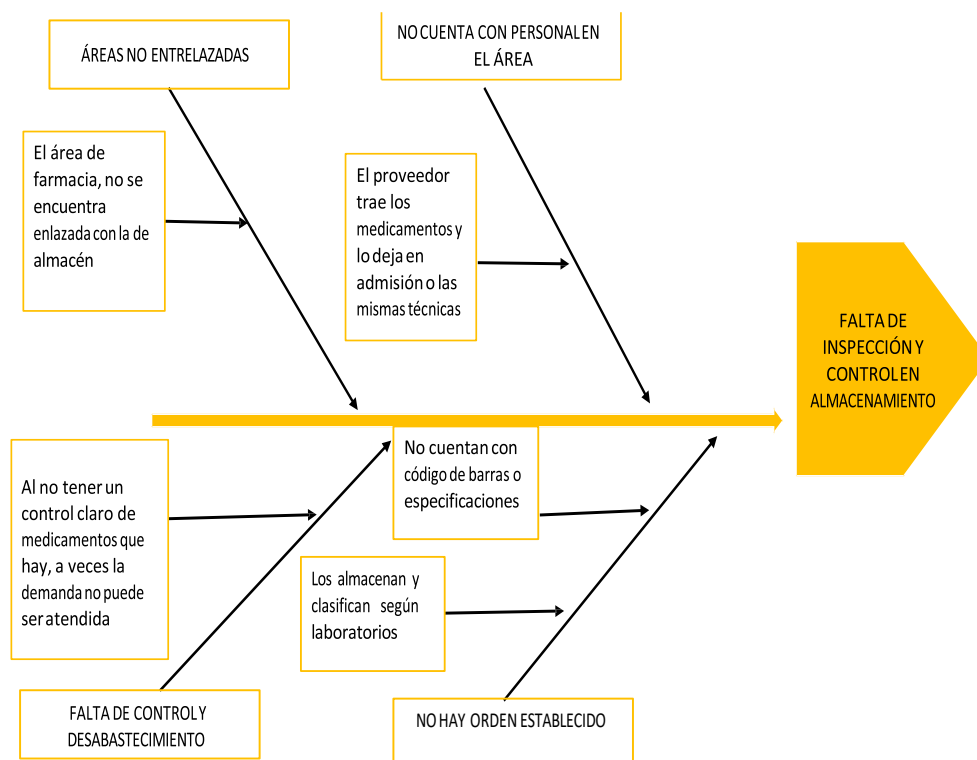 ÁREAS NO ENTRELAZADAS
NO CUENTA CON PERSONAL EN
EL ÁREA
El área de
farmacia, no se
encuentra
enlazada con la de
almacén
El proveedor
trae los
medicamentos y
lo deja en
admisión o las
mismas técnicas
FALTA DE
INSPECCIÓN Y
CONTROL EN
ALMACENAMIENTO
Al no tener un
control claro de
medicamentos que
hay, a veces la
demanda no puede
ser atendida
No cuentan con
código de barras o
especificaciones
Los almacenan y
clasifican según
laboratorios
FALTA DE CONTROL Y
DESABASTECIMIENTO
NO HAY ORDEN ESTABLECIDO